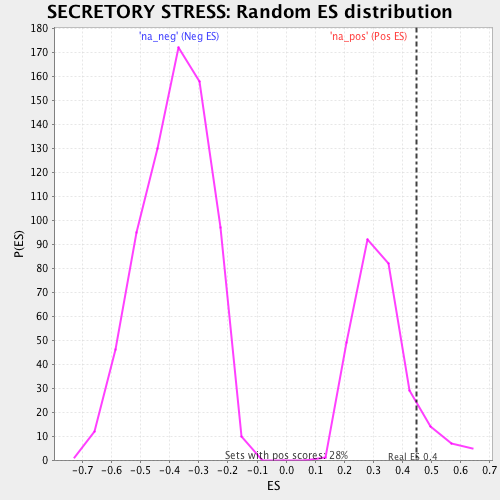 SECRETORY STRESS: Random ES distribution
'na_neg' (Neg ES)
'na_pos' (Pos ES)
180
170
160
150
140
130
120
110
100
90
80
70
60
50
40
30
20
10
0
P(ES)
Sets with pos scores: 28%
Real ES 0.4
-0.7 -0.6 -0.5 -0.4 -0.3 -0.2 -0.1 0.0 0.1 0.2 0.3 0.4 0.5 0.6 0.7
ES